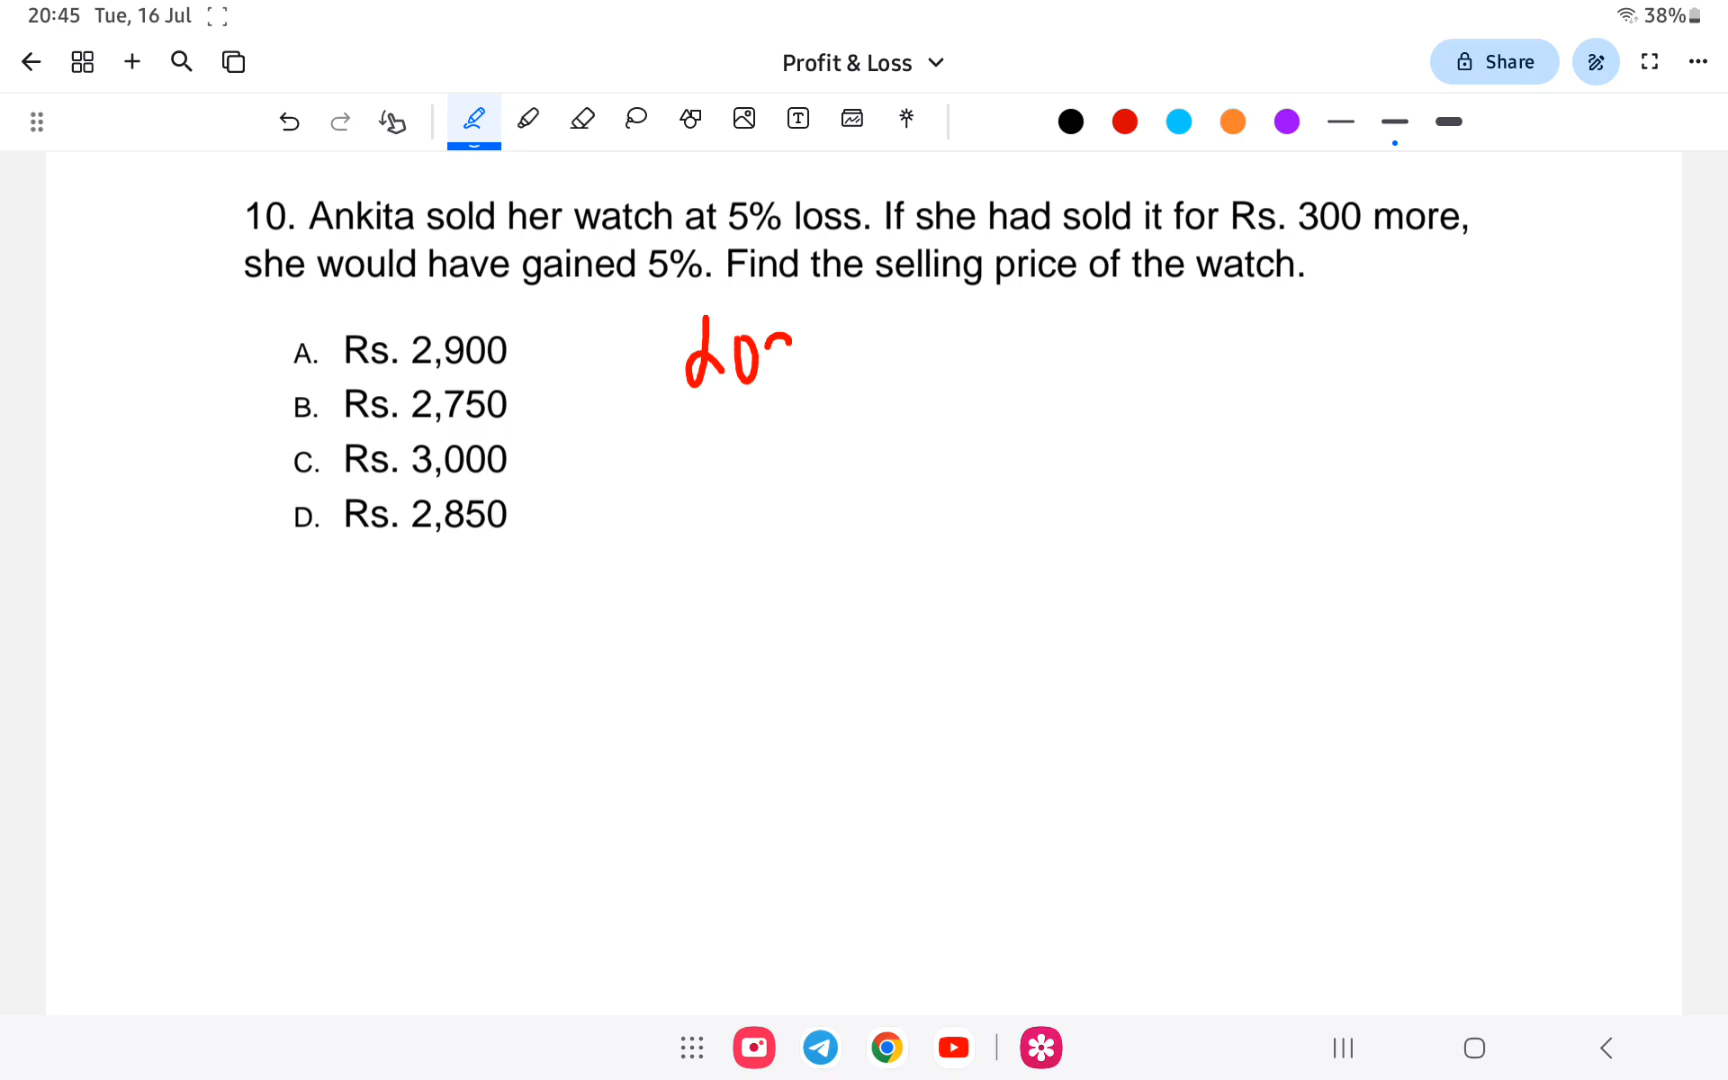 20:45 Tue, 16 Jul 38%
Profit & Loss Share
10. Ankita sold her watch at 5% loss. If she had sold it for Rs. 300 more,
she would have gained 5%. Find the selling price of the watch.
A. Rs. 2,900
B. Rs. 2,750
C. Rs. 3,000
D. Rs. 2,850